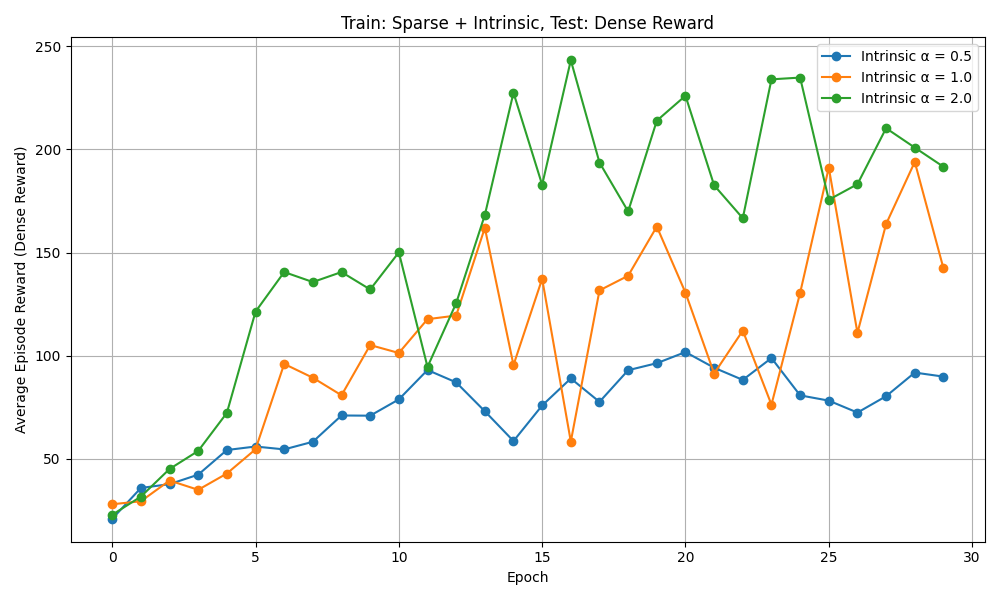 Train: Sparse + Intrinsic, Test: Dense Reward
Intrinsic α = 0.5
Intrinsic α = 1.0
Intrinsic α = 2.0
Average Episode Reward (Dense Reward)
250
200
150
100
50
0 5 10 15 20 25 30
Epoch